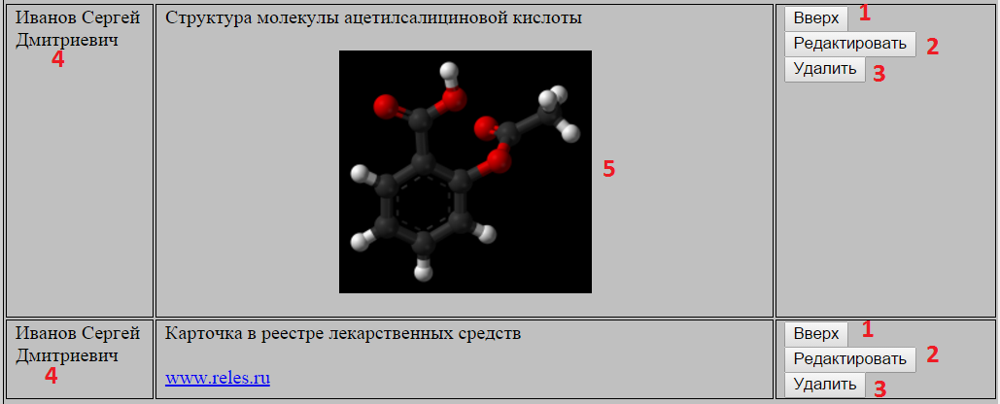 Иванов Сергей
Дмитриевич
4
Структура молекулы ацетилсалициновой кислоты
5
Вверх 1
Редактировать 2
Удалить 3
Иванов Сергей
Дмитриевич
4
Карточка в реестре лекарственных средств
www.reles.ru
Вверх 1
Редактировать 2
Удалить 3